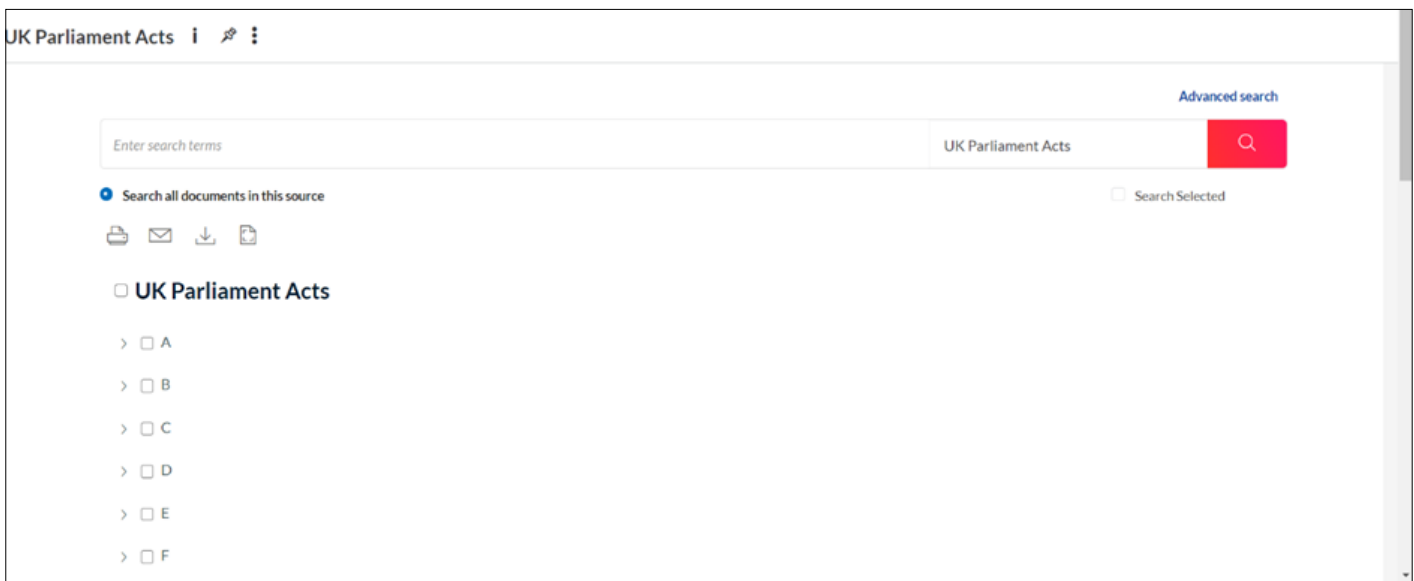 UK Parliament Acts i
Advanced search
Enter search terms UK Parliament Acts
Search all documents in this source Search Selected
UK Parliament Acts
A
B
C
D
E
F